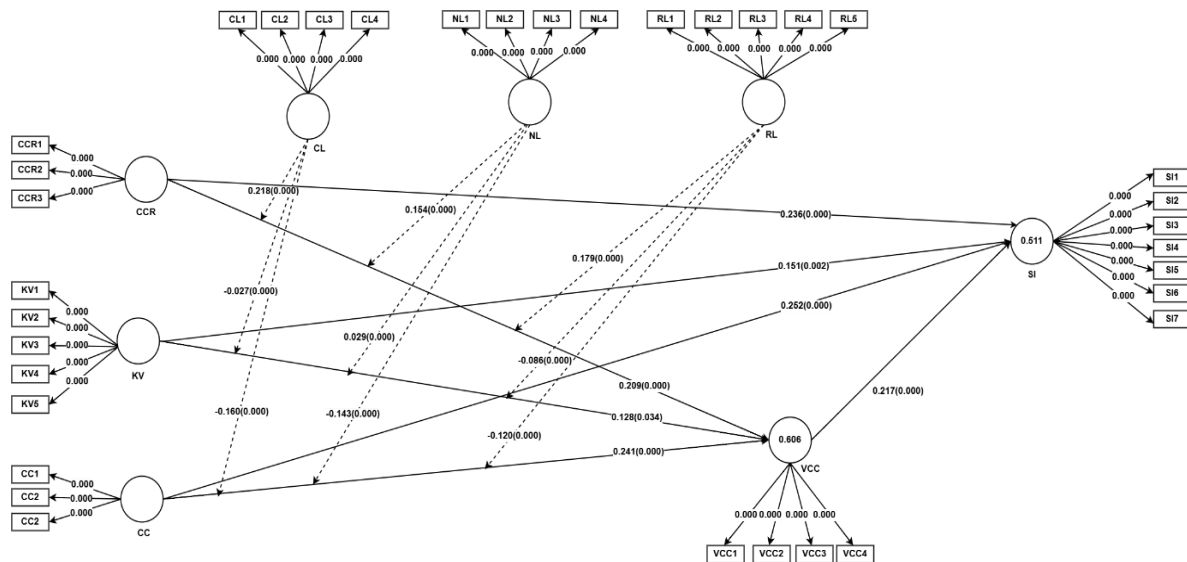 CL1 CL2 CL3 CL4
0.000 0.000 0.000 0.000
CL
NL1 NL2 NL3 NL4
0.000 0.000 0.000 0.000
NL
RL1 RL2 RL3 RL4 RL5
0.000 0.000 0.000 0.000 0.000
RL
CCR1 0.000
CCR2 0.000
CCR3 0.000
CCR
0.218(0.000)
0.154(0.000)
0.236(0.000)
0.179(0.000)
0.151(0.002)
0.252(0.000)
-0.027(0.000)
0.029(0.000)
-0.086(0.000)
0.209(0.000)
0.128(0.034)
0.217(0.000)
-0.160(0.000)
-0.143(0.000)
-0.120(0.000)
0.241(0.000)
KV1 0.000
KV2 0.000
KV3 0.000
KV4 0.000
KV5 0.000
KV
CC1 0.000
CC2 0.000
CC2 0.000
CC
0.511
SI
0.000 SI1
0.000 SI2
0.000 SI3
0.000 SI4
0.000 SI5
0.000 SI6
0.000 SI7
0.606
VCC
0.000 0.000 0.000 0.000
VCC1 VCC2 VCC3 VCC4